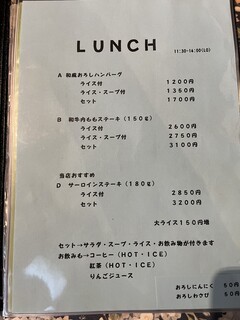 LUNCH
11:30-14:00(LO)
A 和風おろしハンバーグ
ライス付 1200円
ライス・スープ付 1350円
セット 1700円
B 和牛内ももステーキ(150g)
ライス付 2600円
ライス・スープ付 2750円
セット 3100円
当店おすすめ
D サーロインステーキ(180g)
ライス付 2850円
セット 3200円
大ライス150円増
セット→サラダ・スープ・ライス・お飲み物が付きます
お飲みも→コーヒー(HOT・ICE)
紅茶(HOT・ICE)
りんごジュース
おろしにんにく 50円
おろしわさび 50円